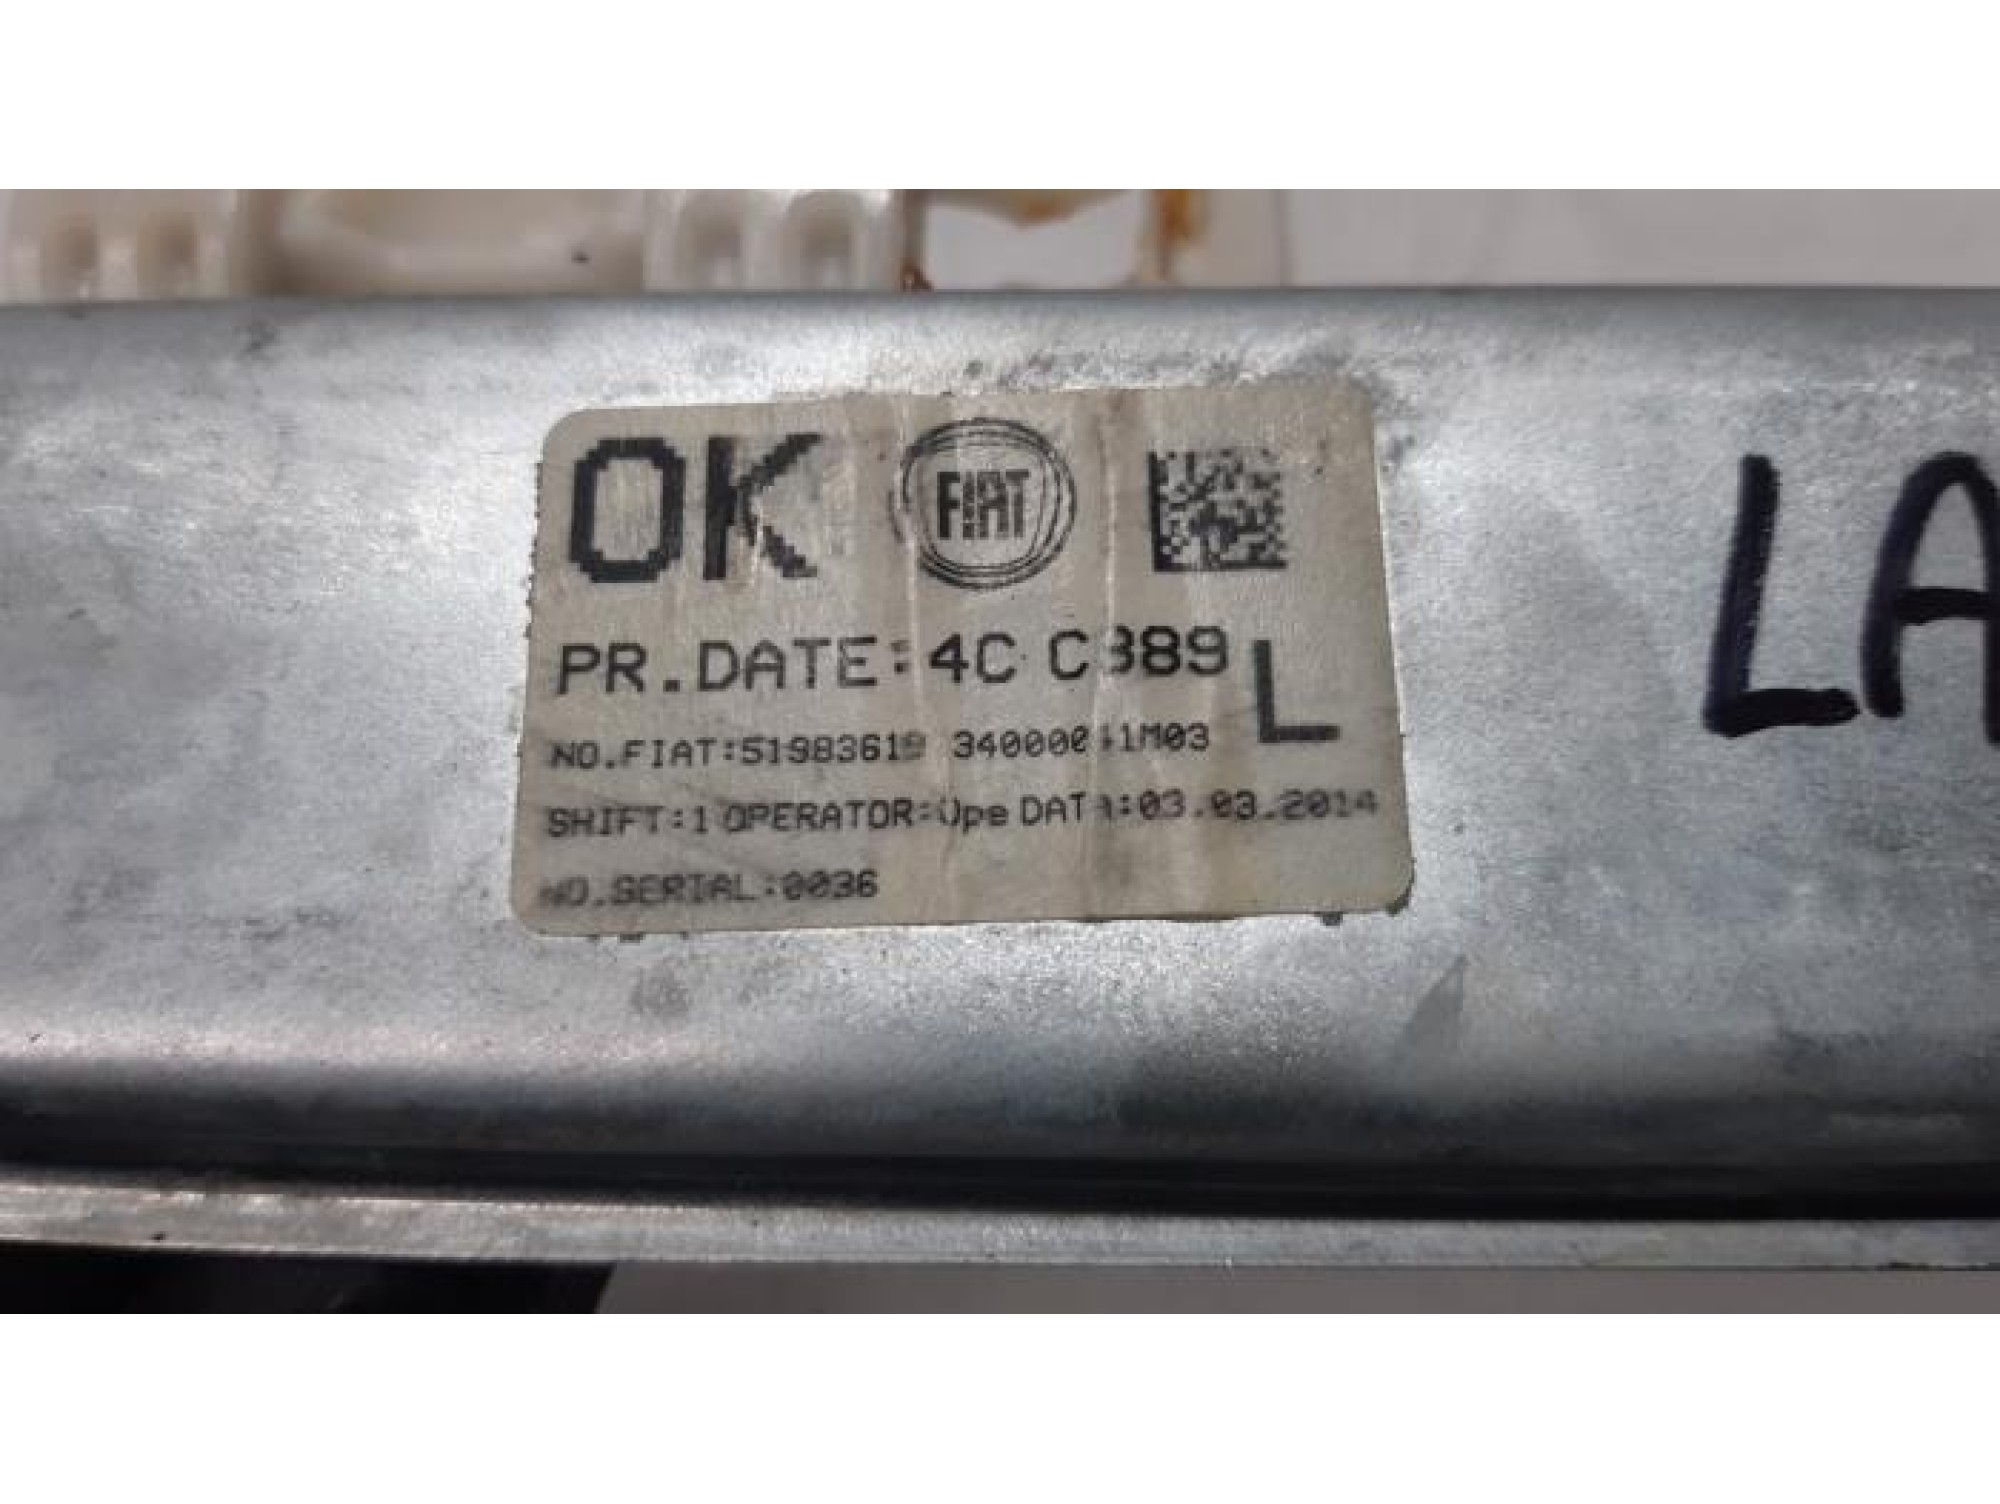 OK FIAT
PR.DATE:4C C389 L
NO.FIAT:51983619
SHIFT:1 OPERATOR:Ope DATA:03.03.2014
NO.SERIAL:0036
LA